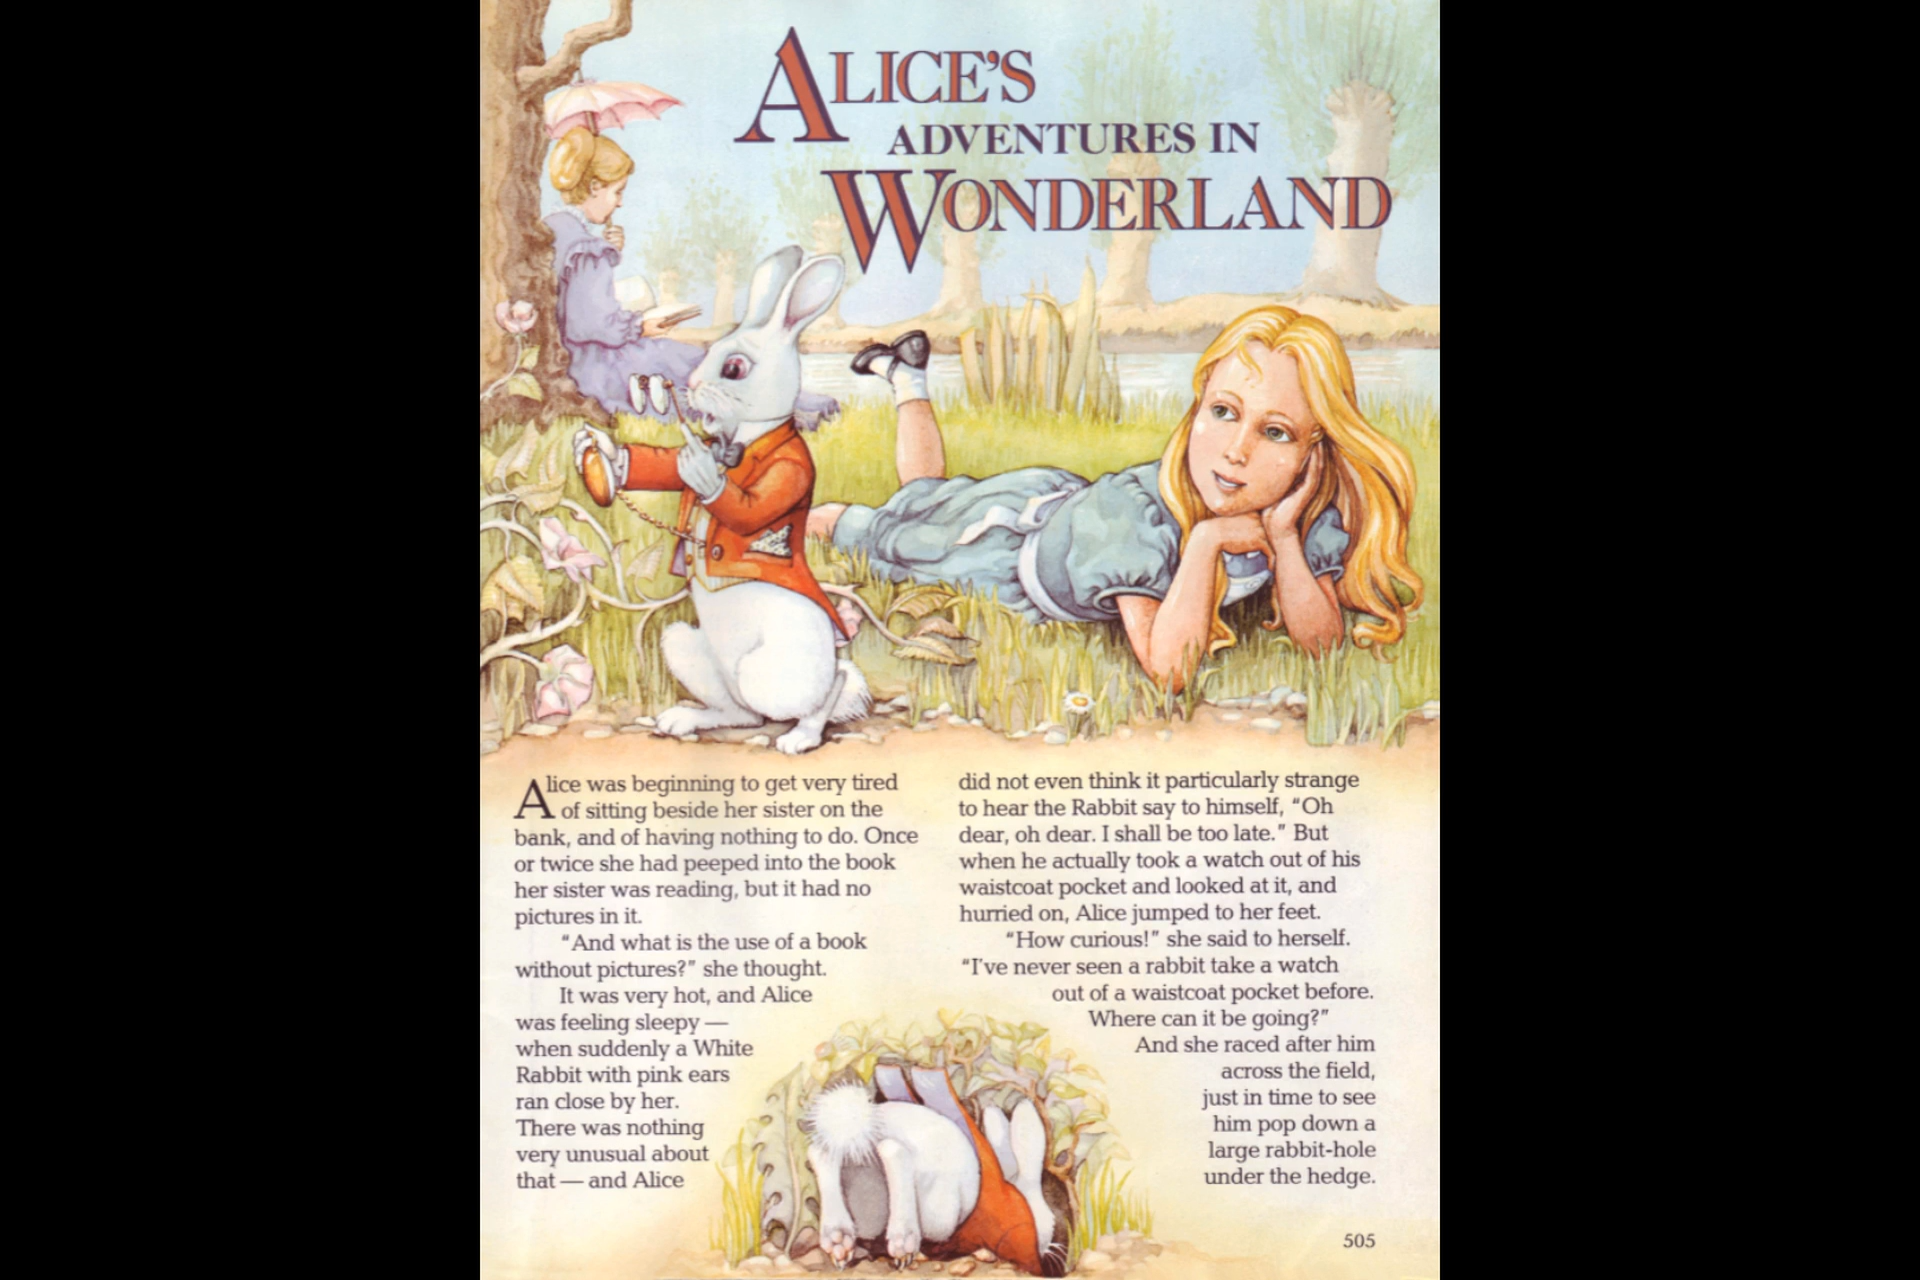 ALICE'S
ADVENTURES IN
WONDERLAND
Alice was beginning to get very tired
of sitting beside her sister on the
bank, and of having nothing to do. Once
or twice she had peeped into the book
her sister was reading, but it had no
pictures in it.
“And what is the use of a book
without pictures?” she thought.
It was very hot, and Alice
was feeling sleepy —
when suddenly a White
Rabbit with pink ears
ran close by her.
There was nothing
very unusual about
that — and Alice
did not even think it particularly strange
to hear the Rabbit say to himself, “Oh
dear, oh dear. I shall be too late.” But
when he actually took a watch out of his
waistcoat pocket and looked at it, and
hurried on, Alice jumped to her feet.
“How curious!” she said to herself.
“I've never seen a rabbit take a watch
out of a waistcoat pocket before.
Where can it be going?”
And she raced after him
across the field,
just in time to see
him pop down a
large rabbit-hole
under the hedge.
505